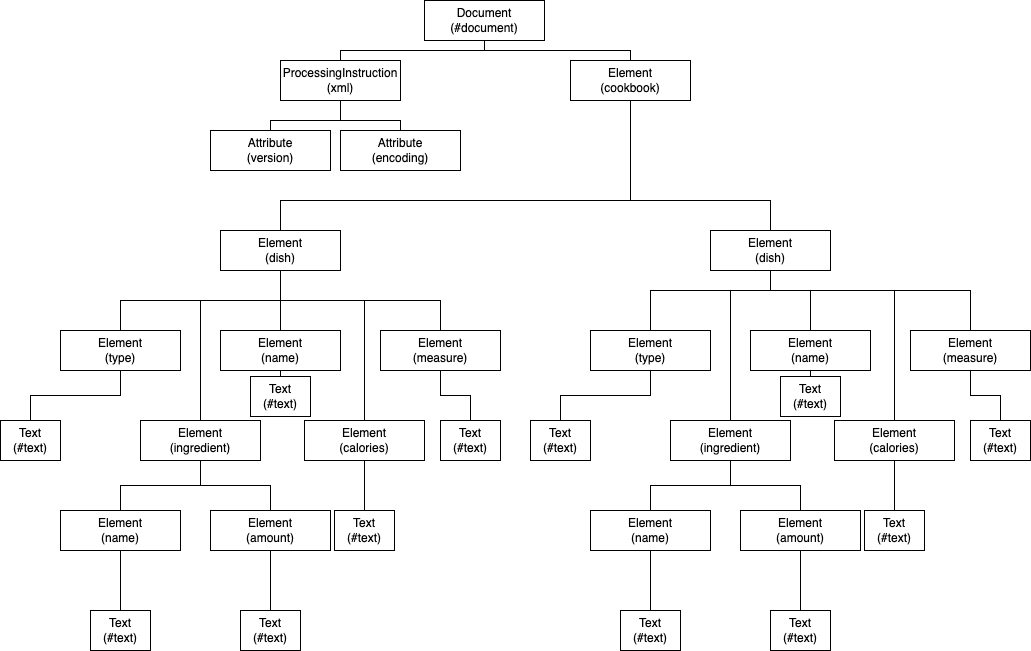 Document
(#document)
ProcessingInstruction
(xml)
Element
(cookbook)
Attribute
(version)
Attribute
(encoding)
Element
(dish)
Element
(dish)
Element
(type)
Element
(name)
Element
(measure)
Element
(type)
Element
(name)
Element
(measure)
Text
(#text)
Text
(#text)
Text
(#text)
Element
(ingredient)
Element
(calories)
Text
(#text)
Text
(#text)
Element
(ingredient)
Element
(calories)
Text
(#text)
Element
(name)
Element
(amount)
Text
(#text)
Element
(name)
Element
(amount)
Text
(#text)
Text
(#text)
Text
(#text)
Text
(#text)
Text
(#text)